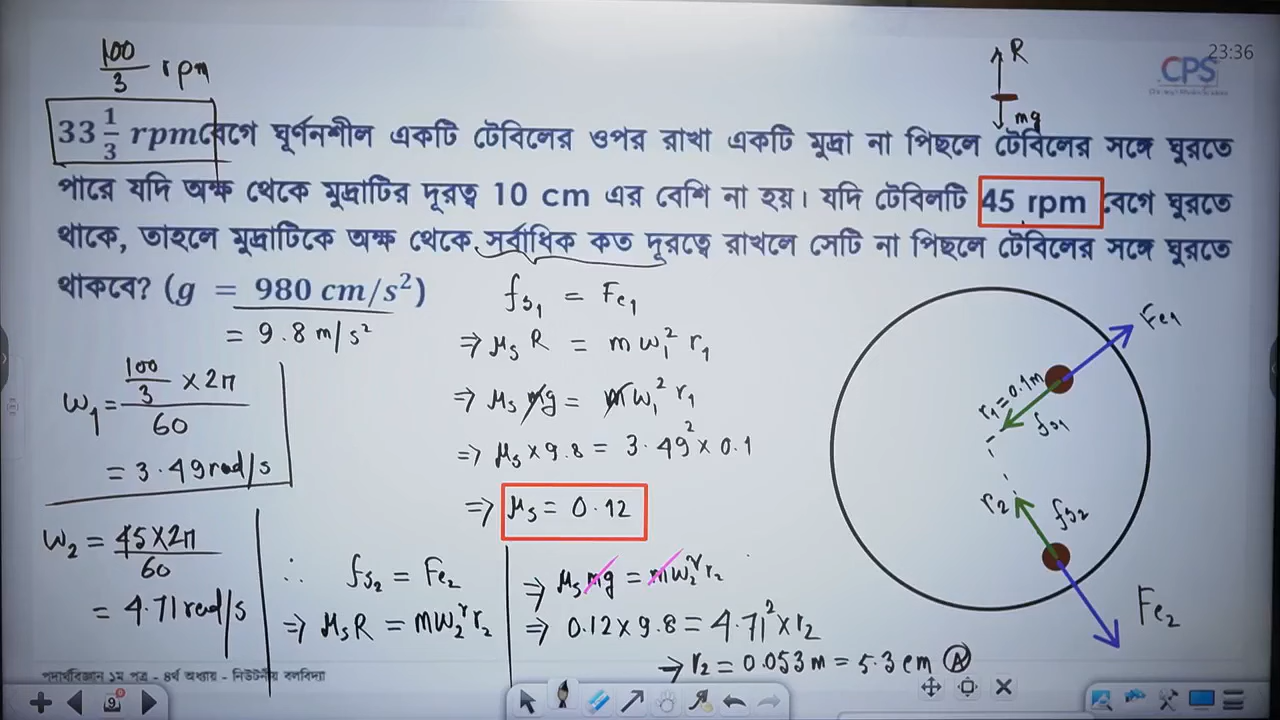 100/3 rpm
R
mg
23:36
CPS
33 1/3 rpm বেগে ঘূর্ণনশীল একটি টেবিলের ওপর রাখা একটি মুদ্রা না পিছলে টেবিলের সঙ্গে ঘুরতে
পারে যদি অক্ষ থেকে মুদ্রাটির দূরত্ব 10 cm এর বেশি না হয়। যদি টেবিলটি 45 rpm বেগে ঘুরতে
থাকে, তাহলে মুদ্রাটিকে অক্ষ থেকে সর্বাধিক কত দূরত্বে রাখলে সেটি না পিছলে টেবিলের সঙ্গে ঘুরতে
থাকবে? (g = 980 cm/s²)
= 9.8 m/s²
ω₁ = (100/3 × 2π)/60
= 3.49 rad/s
ω₂ = (45×2π)/60
= 4.71 rad/s
fs₁ = Fe₁
⇒ μs R = mω₁² r₁
⇒ μs mg = mω₁² r₁
⇒ μs × 9.8 = 3.49² × 0.1
⇒ μs = 0.12
∴ fs₂ = Fe₂
⇒ μs R = mω₂² r₂
⇒ μs mg = mω₂² r₂
⇒ 0.12 × 9.8 = 4.71² × r₂
→ r₂ = 0.053 m = 5.3 cm Ⓐ
Fe₁
r₁ = 0.1m
fs₁
r₂
fs₂
Fe₂
পদার্থবিজ্ঞান ১ম পত্র - ৪র্থ অধ্যায় - নিউটনীয় বলবিদ্যা
9